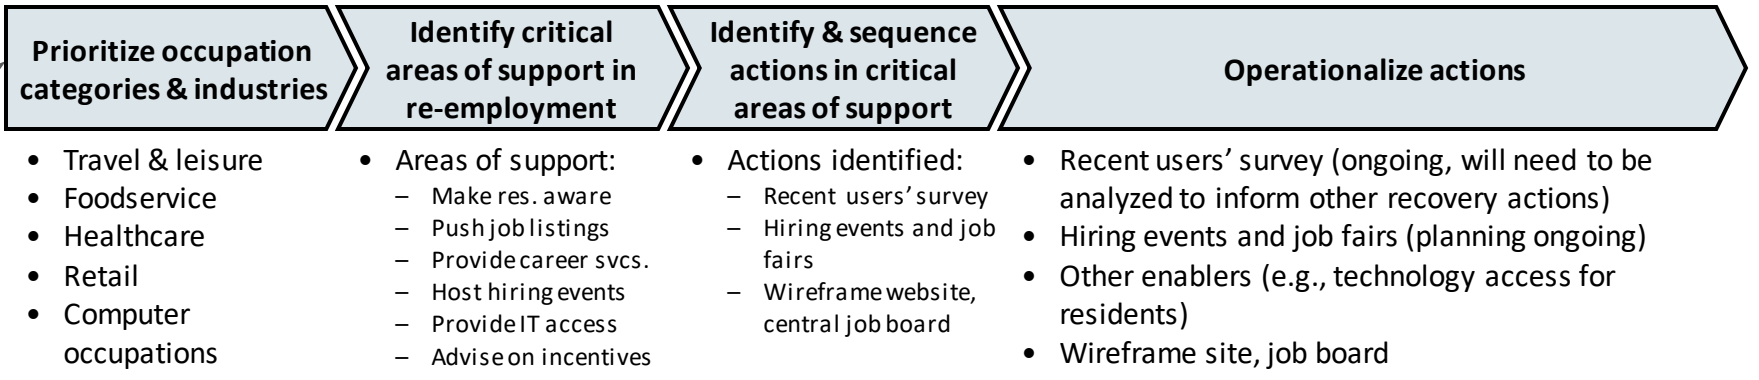 Prioritize occupation
categories & industries
Identify critical
areas of support in
re-employment
Identify & sequence
actions in critical
areas of support
Operationalize actions
• Travel & leisure
• Foodservice
• Healthcare
• Retail
• Computer
occupations
• Areas of support:
– Make res. aware
– Push job listings
– Provide career svcs.
– Host hiring events
– Provide IT access
– Advise on incentives
• Actions identified:
– Recent users’ survey
– Hiring events and job
fairs
– Wireframe website,
central job board
• Recent users’ survey (ongoing, will need to be
analyzed to inform other recovery actions)
• Hiring events and job fairs (planning ongoing)
• Other enablers (e.g., technology access for
residents)
• Wireframe site, job board